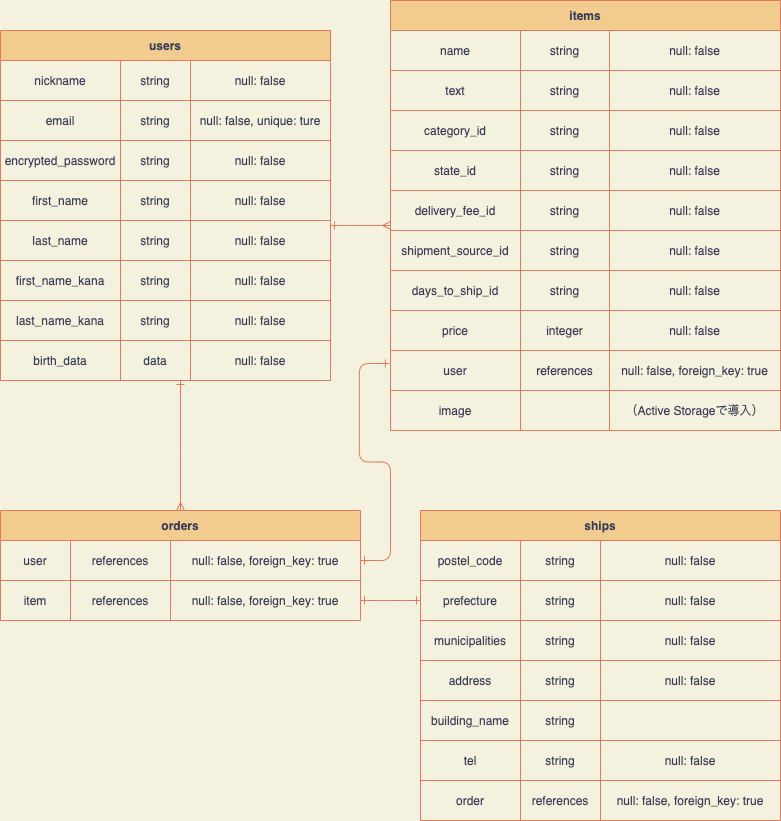 users
nickname string null: false
email string null: false, unique: ture
encrypted_password string null: false
first_name string null: false
last_name string null: false
first_name_kana string null: false
last_name_kana string null: false
birth_data data null: false
items
name string null: false
text string null: false
category_id string null: false
state_id string null: false
delivery_fee_id string null: false
shipment_source_id string null: false
days_to_ship_id string null: false
price integer null: false
user references null: false, foreign_key: true
image （Active Storageで導入）
orders
user references null: false, foreign_key: true
item references null: false, foreign_key: true
ships
postel_code string null: false
prefecture string null: false
municipalities string null: false
address string null: false
building_name string
tel string null: false
order references null: false, foreign_key: true